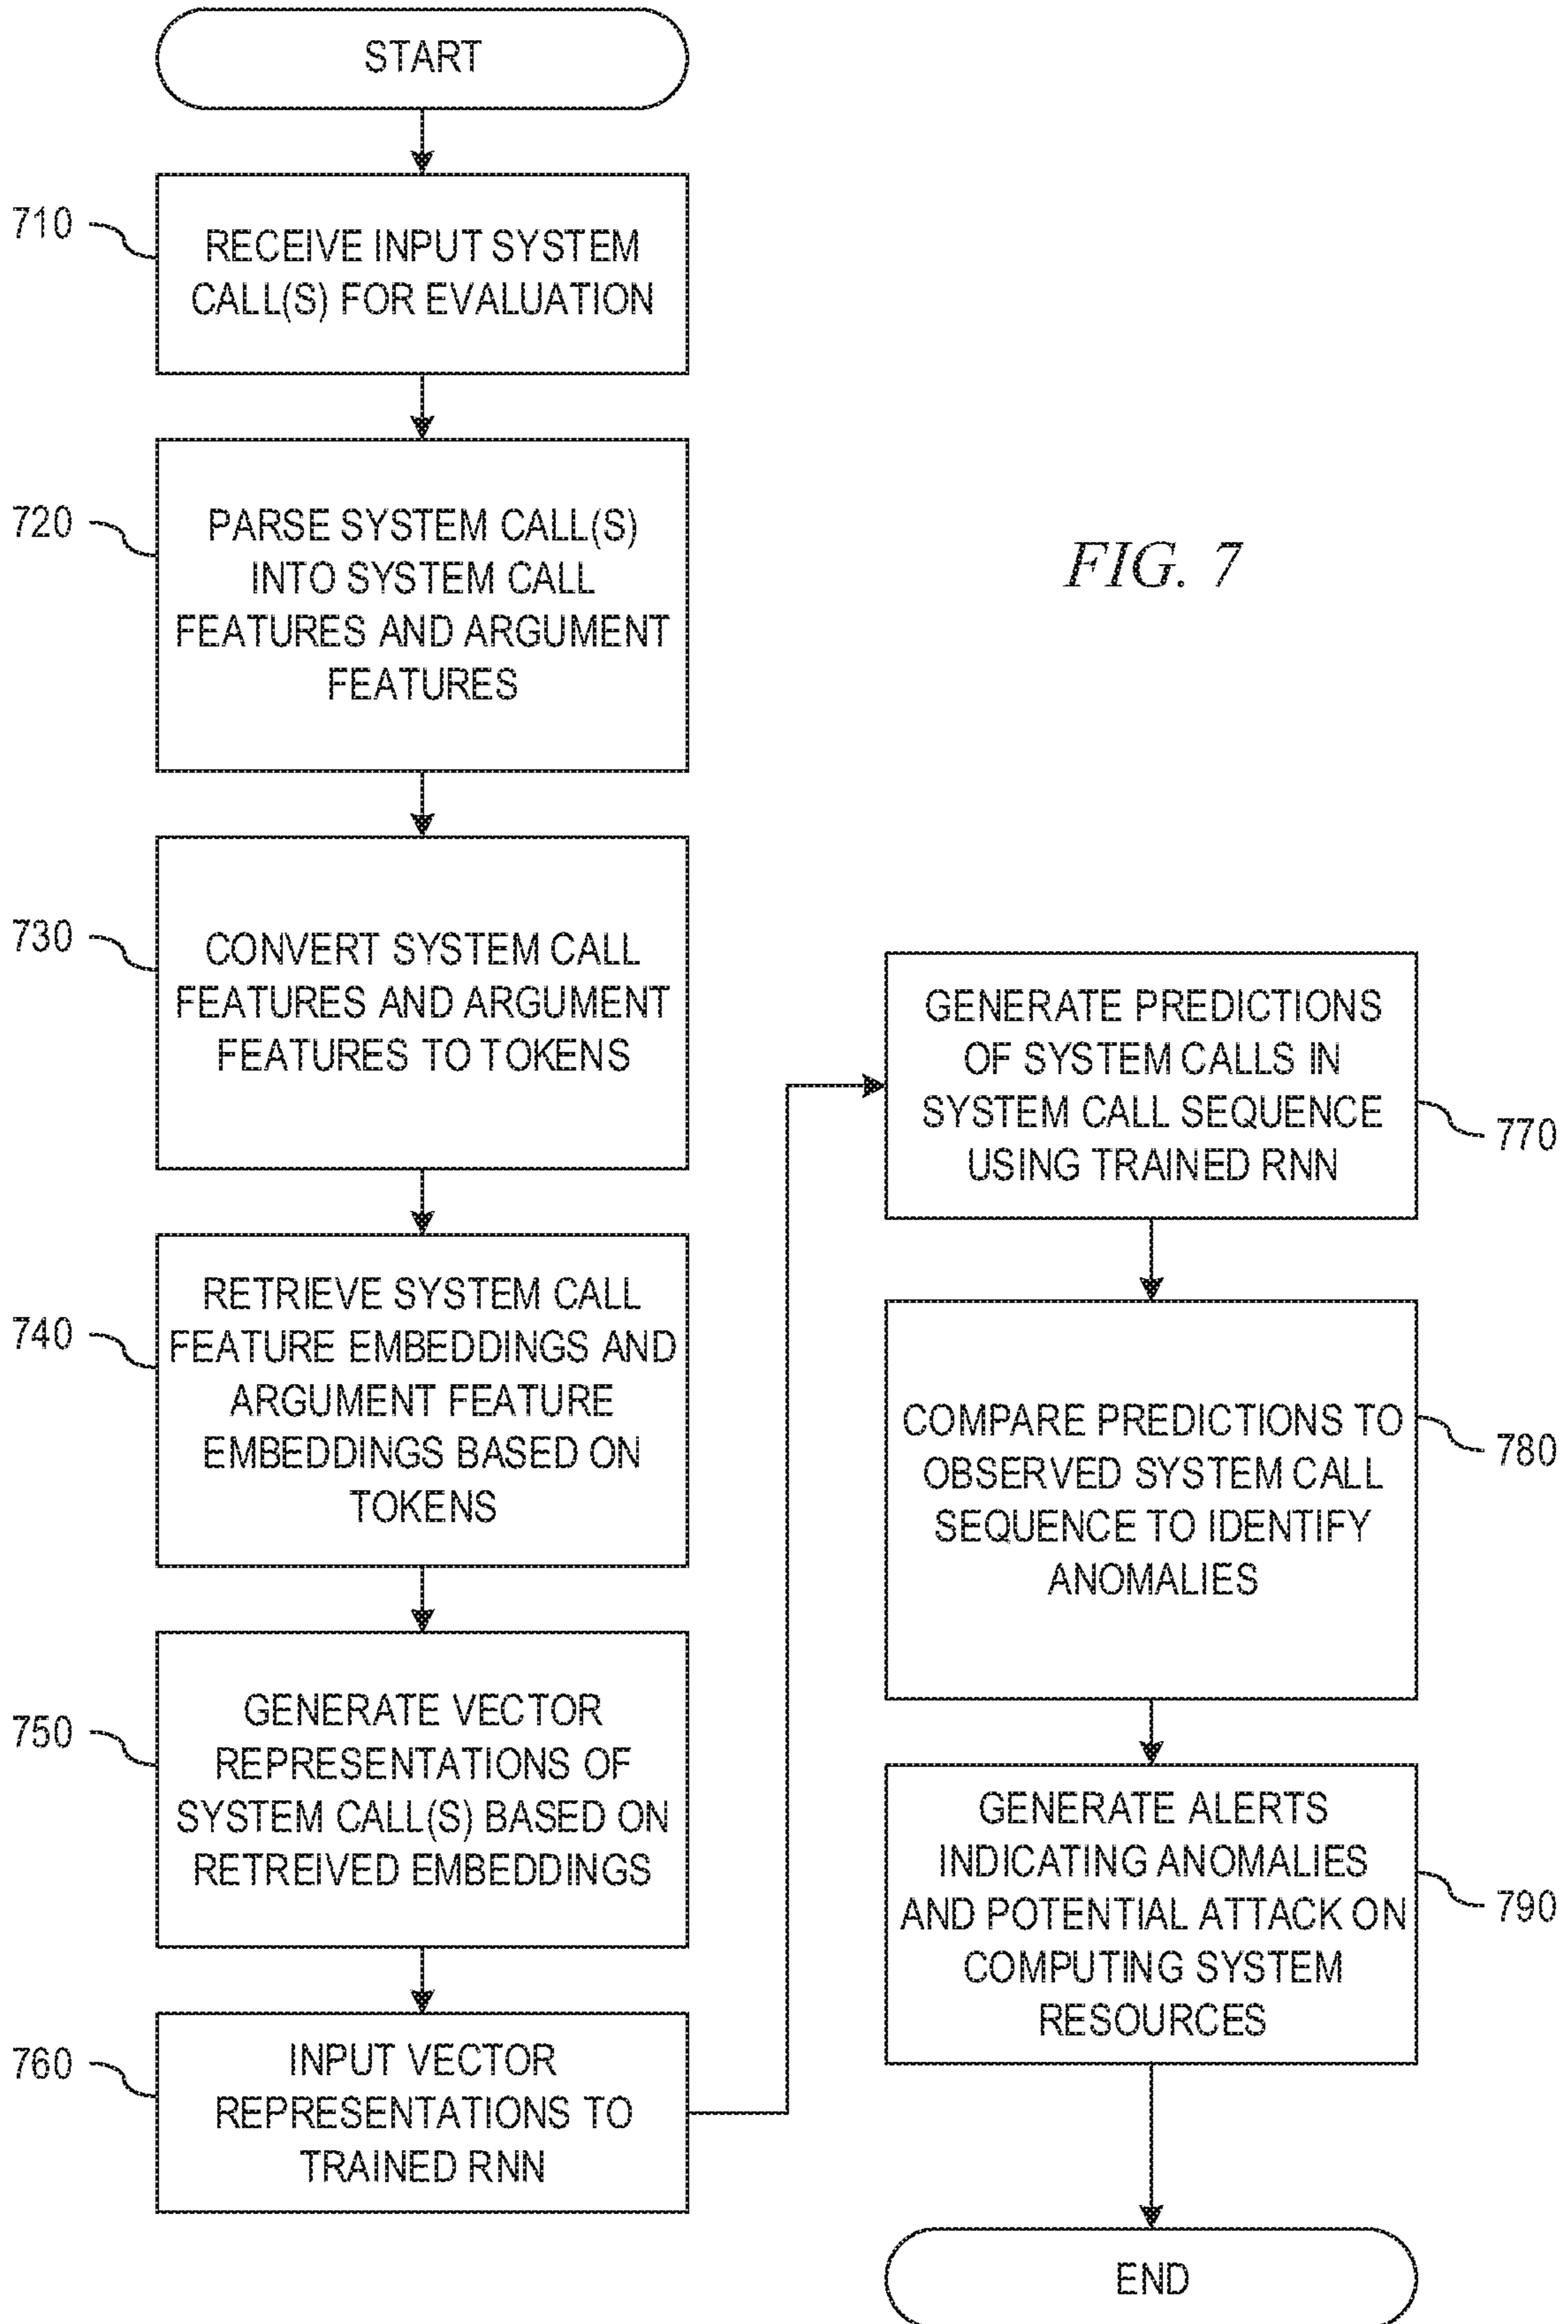 START
710
RECEIVE INPUT SYSTEM
CALL(S) FOR EVALUATION
720
PARSE SYSTEM CALL(S)
INTO SYSTEM CALL
FEATURES AND ARGUMENT
FEATURES
730
CONVERT SYSTEM CALL
FEATURES AND ARGUMENT
FEATURES TO TOKENS
740
RETRIEVE SYSTEM CALL
FEATURE EMBEDDINGS AND
ARGUMENT FEATURE
EMBEDDINGS BASED ON
TOKENS
750
GENERATE VECTOR
REPRESENTATIONS OF
SYSTEM CALL(S) BASED ON
RETREIVED EMBEDDINGS
760
INPUT VECTOR
REPRESENTATIONS TO
TRAINED RNN
FIG. 7
GENERATE PREDICTIONS
OF SYSTEM CALLS IN
SYSTEM CALL SEQUENCE
USING TRAINED RNN
770
COMPARE PREDICTIONS TO
OBSERVED SYSTEM CALL
SEQUENCE TO IDENTIFY
ANOMALIES
780
GENERATE ALERTS
INDICATING ANOMALIES
AND POTENTIAL ATTACK ON
COMPUTING SYSTEM
RESOURCES
790
END